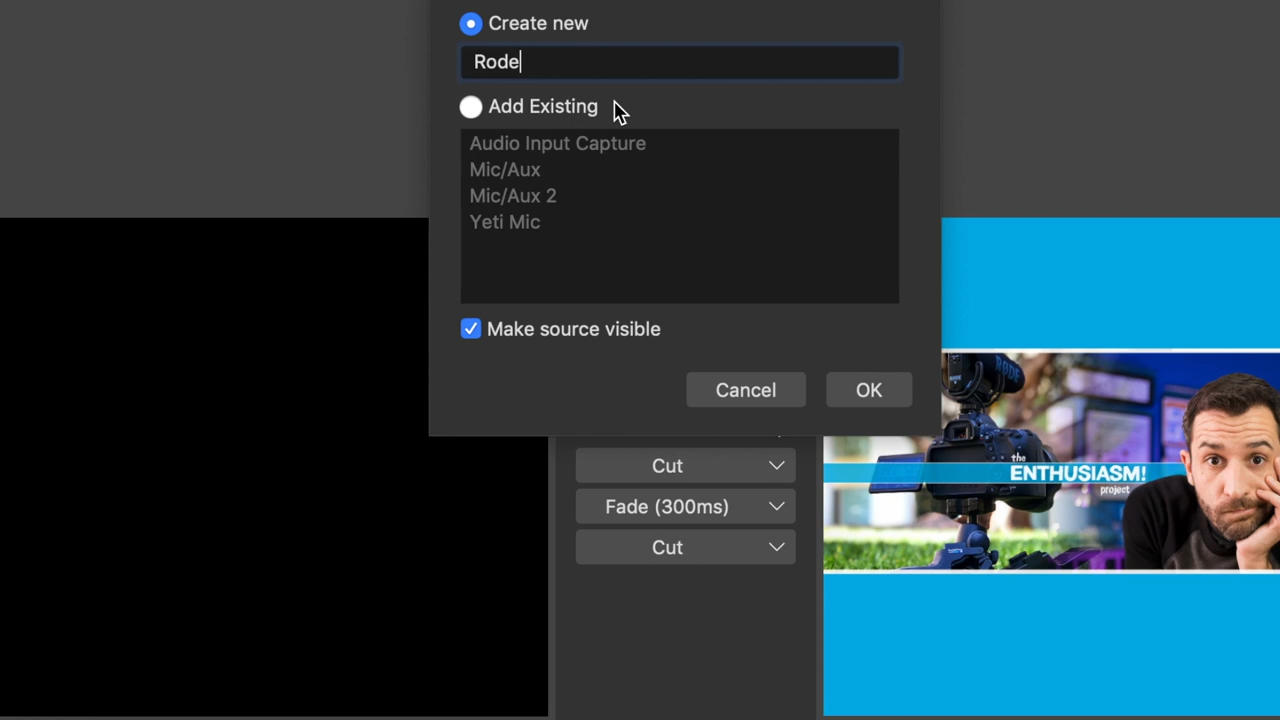 Create new
Rode
Add Existing
Audio Input Capture
Mic/Aux
Mic/Aux 2
Yeti Mic
Make source visible
Cancel
OK
Cut
Fade (300ms)
Cut
RODE
the
ENTHUSIASM!
project